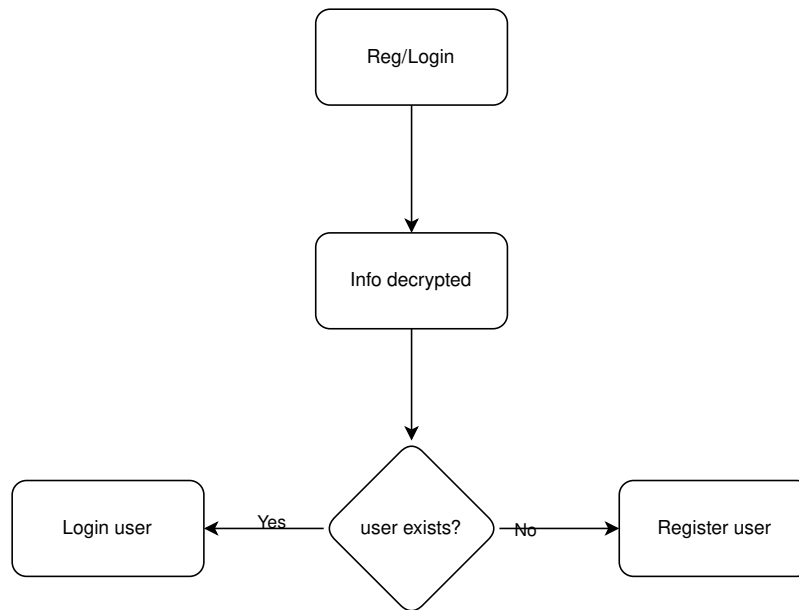 Reg/Login
Info decrypted
Login user
Yes
user exists?
No
Register user